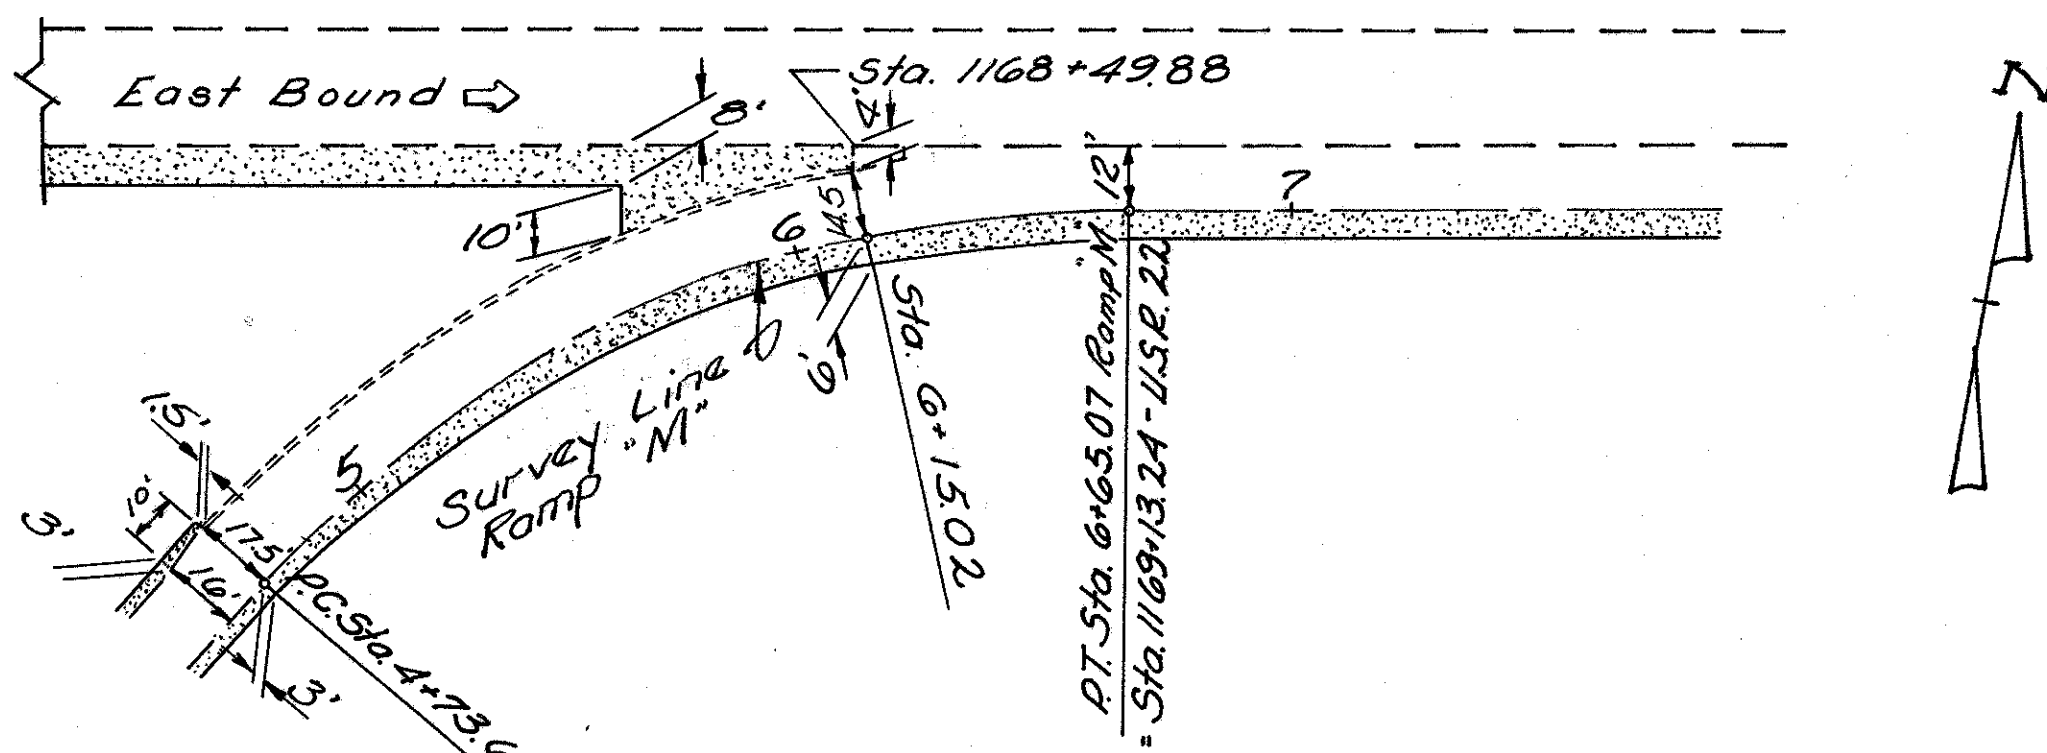 Sta. 1168+49.88
East Bound
8'
4'
N
12'
7
10'
14.5
6
6'
Sta. 6+15.02
Survey Line
Ramp "M"
P.T. Sta. 6+65.07 Ramp "M"
= Sta. 1169+13.24 - U.S.R. 22
1.5'
5
10'
3'
17.5'
16'
P.C. Sta. 4+73.
3'